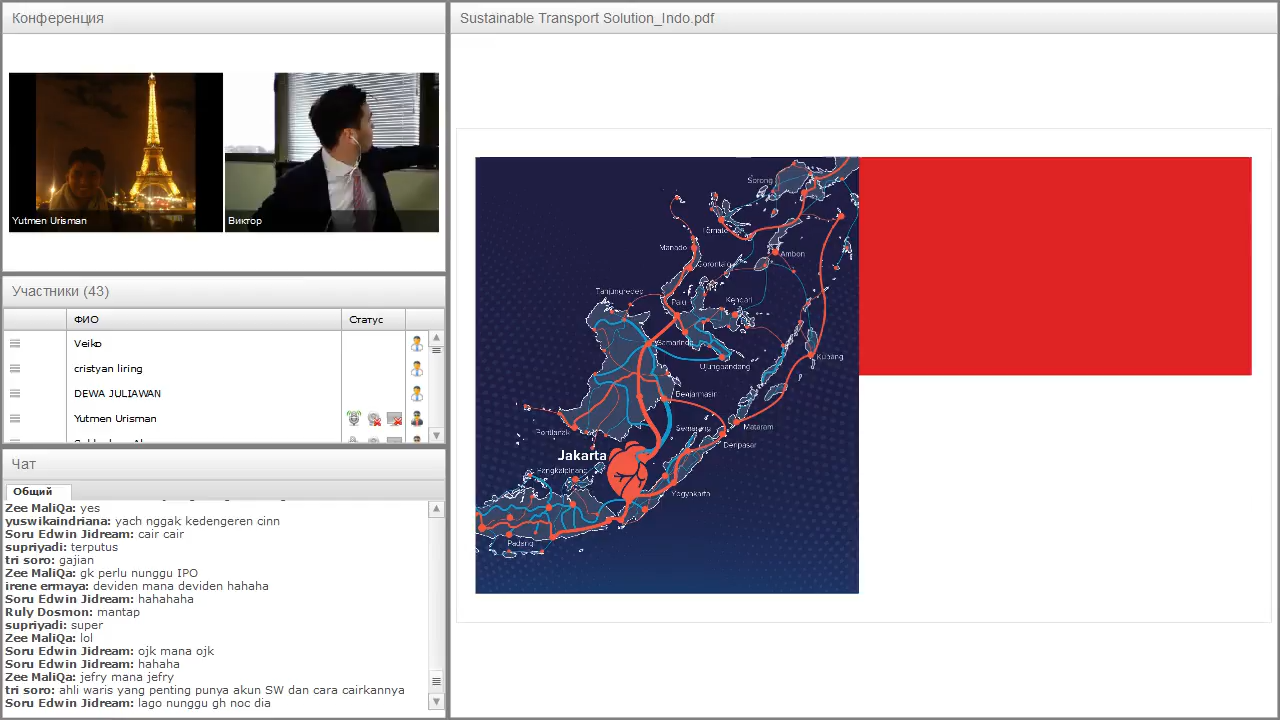 Конференция
Yutmen Urisman
Виктор
Участники (43)
ФИО
Статус
Veiko
cristyan liring
DEWA JULIAWAN
Yutmen Urisman
Чат
Общий
Zee MaliQa: yes
yuswikaindriana: yach nggak kedengeren cinn
Soru Edwin Jidream: cair cair
supriyadi: terputus
tri soro: gajian
Zee MaliQa: gk perlu nunggu IPO
irene ermaya: deviden mana deviden hahaha
Soru Edwin Jidream: hahahaha
Ruly Dosmon: mantap
supriyadi: super
Zee MaliQa: lol
Soru Edwin Jidream: ojk mana ojk
Soru Edwin Jidream: hahaha
Zee MaliQa: jefry mana jefry
tri soro: ahli waris yang penting punya akun SW dan cara cairkannya
Soru Edwin Jidream: lago nunggu gh noc dia
Sustainable Transport Solution_Indo.pdf
Sorong
Ternate
Manado
Ambon
Gorontalo
Tanjungredep
Palu
Kendari
Samarinda
Kupang
Ujungpandang
Banjarmasin
Pontianak
Semarang
Mataram
Denpasar
Jakarta
Pangkalpinang
Yogyakarta
Padang